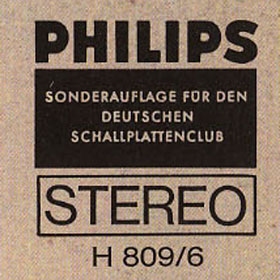 PHILIPS
SONDERAUFLAGE FÜR DEN
DEUTSCHEN
SCHALLPLATTENCLUB
STEREO
H 809/6